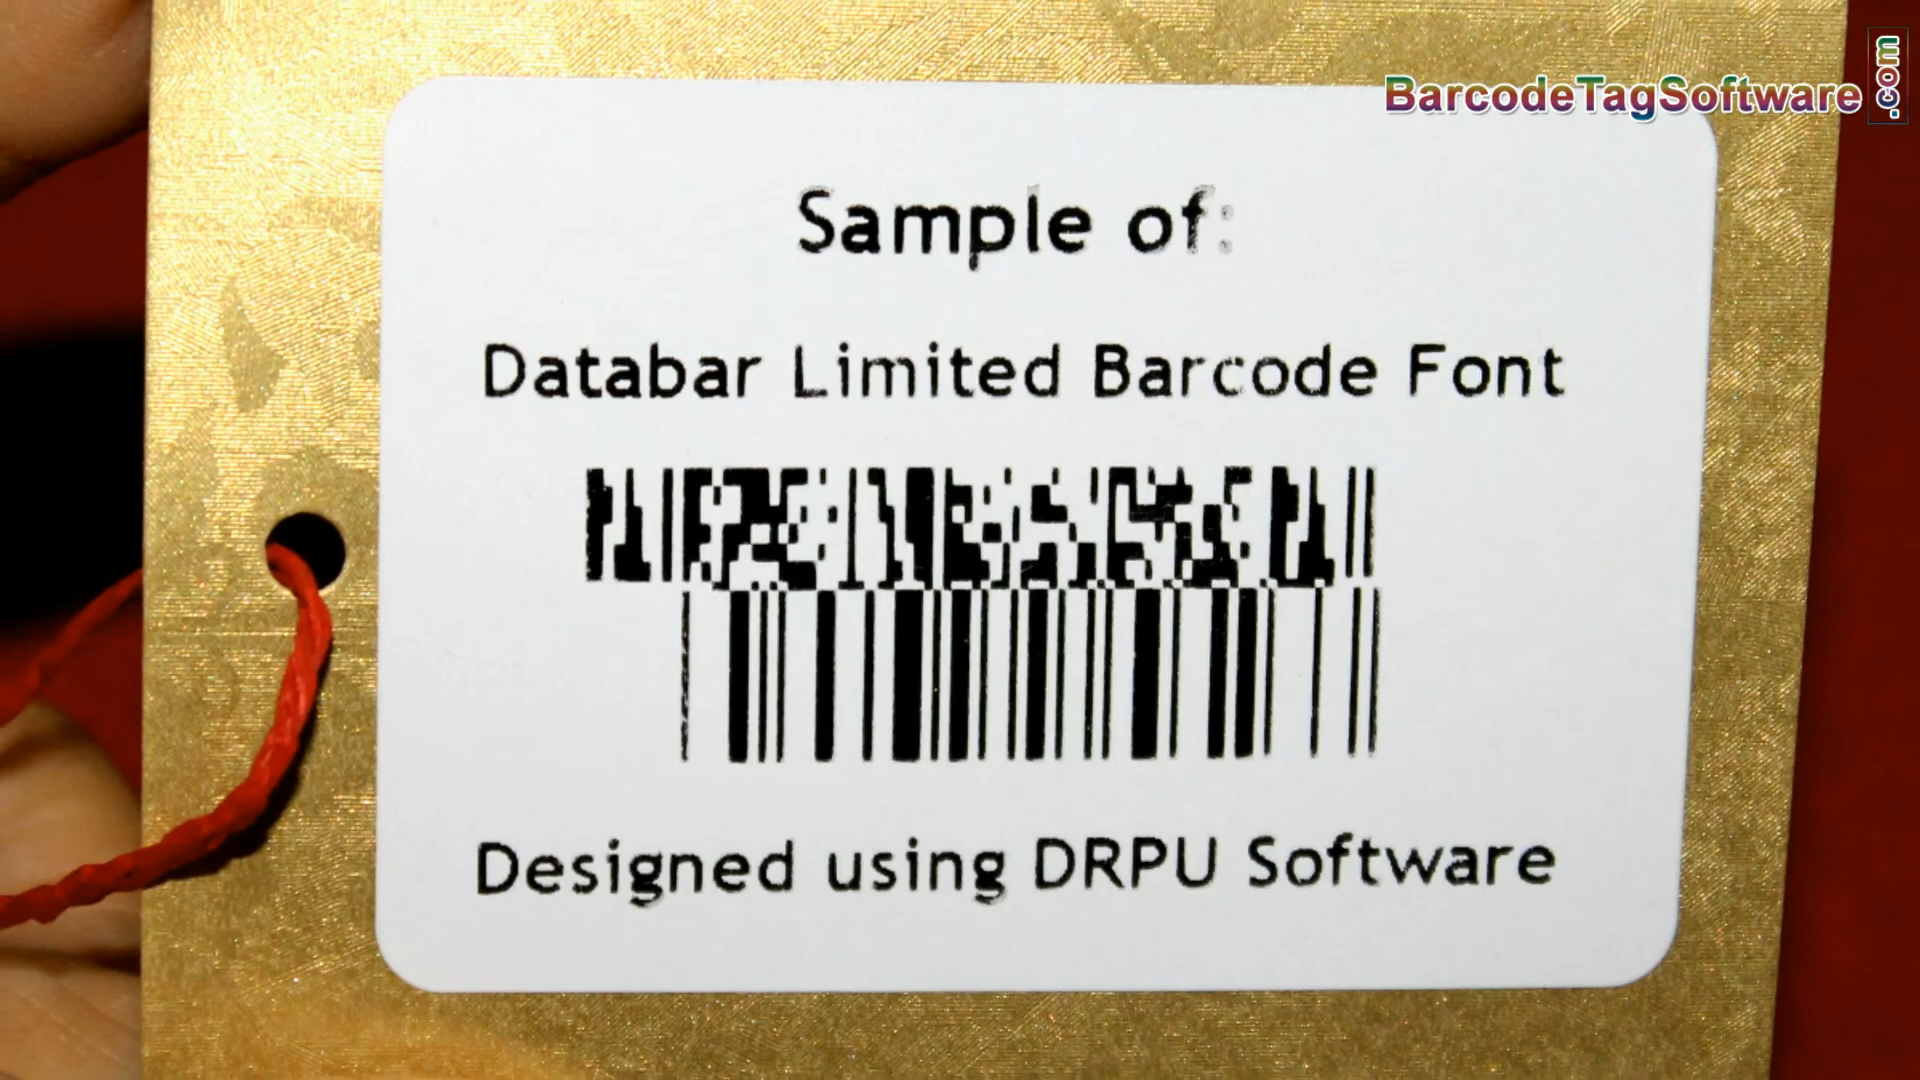 BarcodeTagSoftware.com
Sample of:
Databar Limited Barcode Font
Designed using DRPU Software